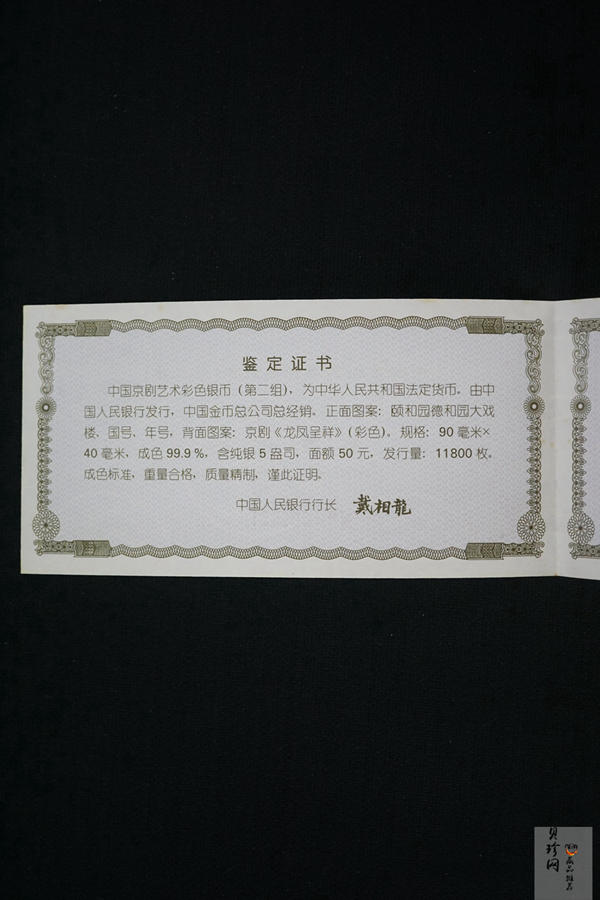 鉴定证书
中国京剧艺术彩色银币(第二组),为中华人民共和国法定货币。由中
国人民银行发行,中国金币总公司总经销。正面图案:颐和园德和园大戏
楼、国号、年号,背面图案:京剧《龙凤呈祥》(彩色)。规格:90毫米×
40毫米,成色99.9%,含纯银5盎司,面额50元,发行量:11800枚。
成色标准,重量合格,质量精制,谨此证明。
中国人民银行行长 戴相龍
贝珍网
藏品推荐